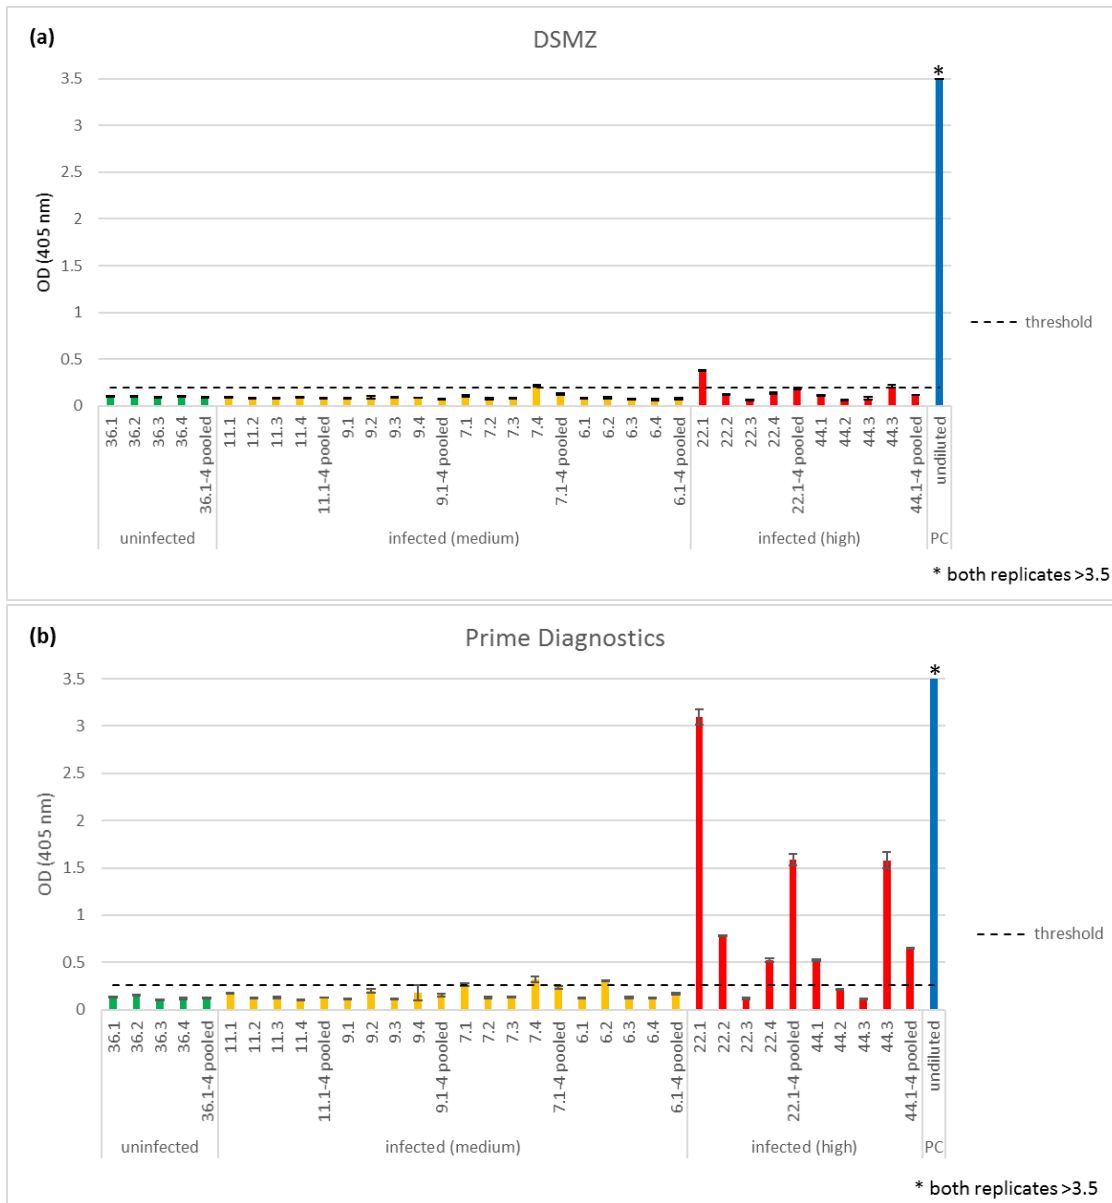 (a)
DSMZ
OD (405 nm)
3.5
3
2.5
2
1.5
1
0.5
0
*
threshold
36.1
36.2
36.3
36.4
36.1-4 pooled
11.1
11.2
11.3
11.4
11.1-4 pooled
9.1
9.2
9.3
9.4
9.1-4 pooled
7.1
7.2
7.3
7.4
7.1-4 pooled
6.1
6.2
6.3
6.4
6.1-4 pooled
22.1
22.2
22.3
22.4
22.1-4 pooled
44.1
44.2
44.3
44.3
44.1-4 pooled
undiluted
uninfected
infected (medium)
infected (high)
PC
* both replicates >3.5
(b)
Prime Diagnostics
OD (405 nm)
3.5
3
2.5
2
1.5
1
0.5
0
*
threshold
36.1
36.2
36.3
36.4
36.1-4 pooled
11.1
11.2
11.3
11.4
11.1-4 pooled
9.1
9.2
9.3
9.4
9.1-4 pooled
7.1
7.2
7.3
7.4
7.1-4 pooled
6.1
6.2
6.3
6.4
6.1-4 pooled
22.1
22.2
22.3
22.4
22.1-4 pooled
44.1
44.2
44.3
44.3
44.1-4 pooled
undiluted
uninfected
infected (medium)
infected (high)
PC
* both replicates >3.5